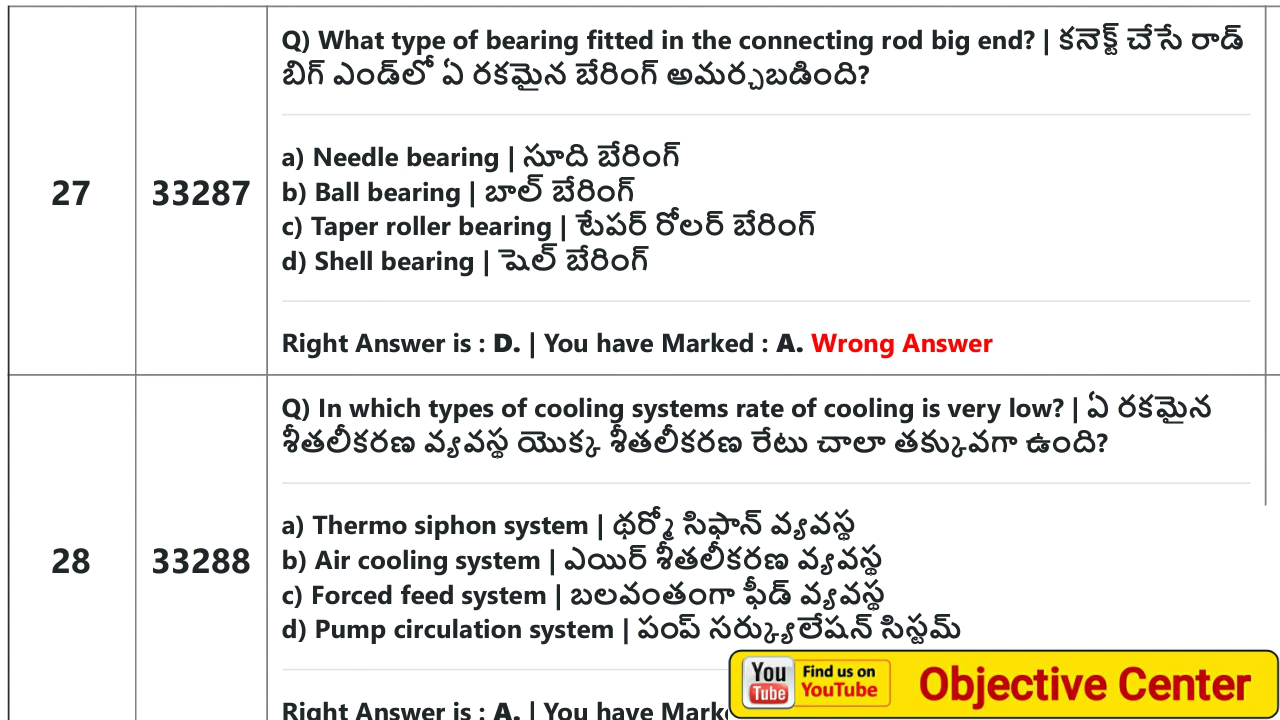 27
33287
Q) What type of bearing fitted in the connecting rod big end? | కనెక్ట్ చేసే రాడ్
బిగ్ ఎండ్‌లో ఏ రకమైన బేరింగ్ అమర్చబడింది?
a) Needle bearing | సూది బేరింగ్
b) Ball bearing | బాల్ బేరింగ్
c) Taper roller bearing | టేపర్ రోలర్ బేరింగ్
d) Shell bearing | షెల్ బేరింగ్
Right Answer is : D. | You have Marked : A. Wrong Answer
28
33288
Q) In which types of cooling systems rate of cooling is very low? | ఏ రకమైన
శీతలీకరణ వ్యవస్థ యొక్క శీతలీకరణ రేటు చాలా తక్కువగా ఉంది?
a) Thermo siphon system | థర్మో సిఫాన్ వ్యవస్థ
b) Air cooling system | ఎయిర్ శీతలీకరణ వ్యవస్థ
c) Forced feed system | బలవంతంగా ఫీడ్ వ్యవస్థ
d) Pump circulation system | పంప్ సర్క్యులేషన్ సిస్టమ్
Right Answer is : A. | You have
You Tube Find us on YouTube Objective Center